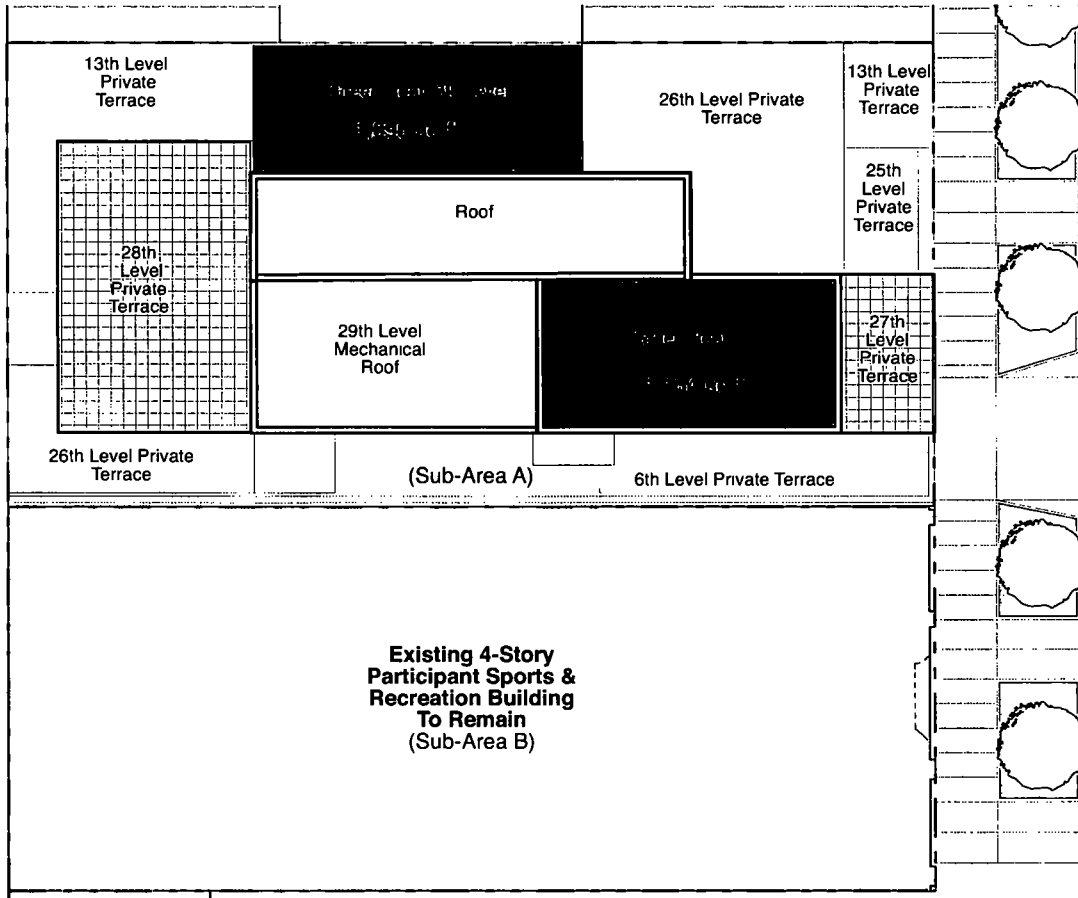 13th Level
Private
Terrace
26th Level Private
Terrace
13th Level
Private
Terrace
25th
Level
Private
Terrace
Roof
28th
Level
Private
Terrace
29th Level
Mechanical
Roof
27th
Level
Private
Terrace
26th Level Private
Terrace
(Sub-Area A)
6th Level Private Terrace
Existing 4-Story
Participant Sports &
Recreation Building
To Remain
(Sub-Area B)